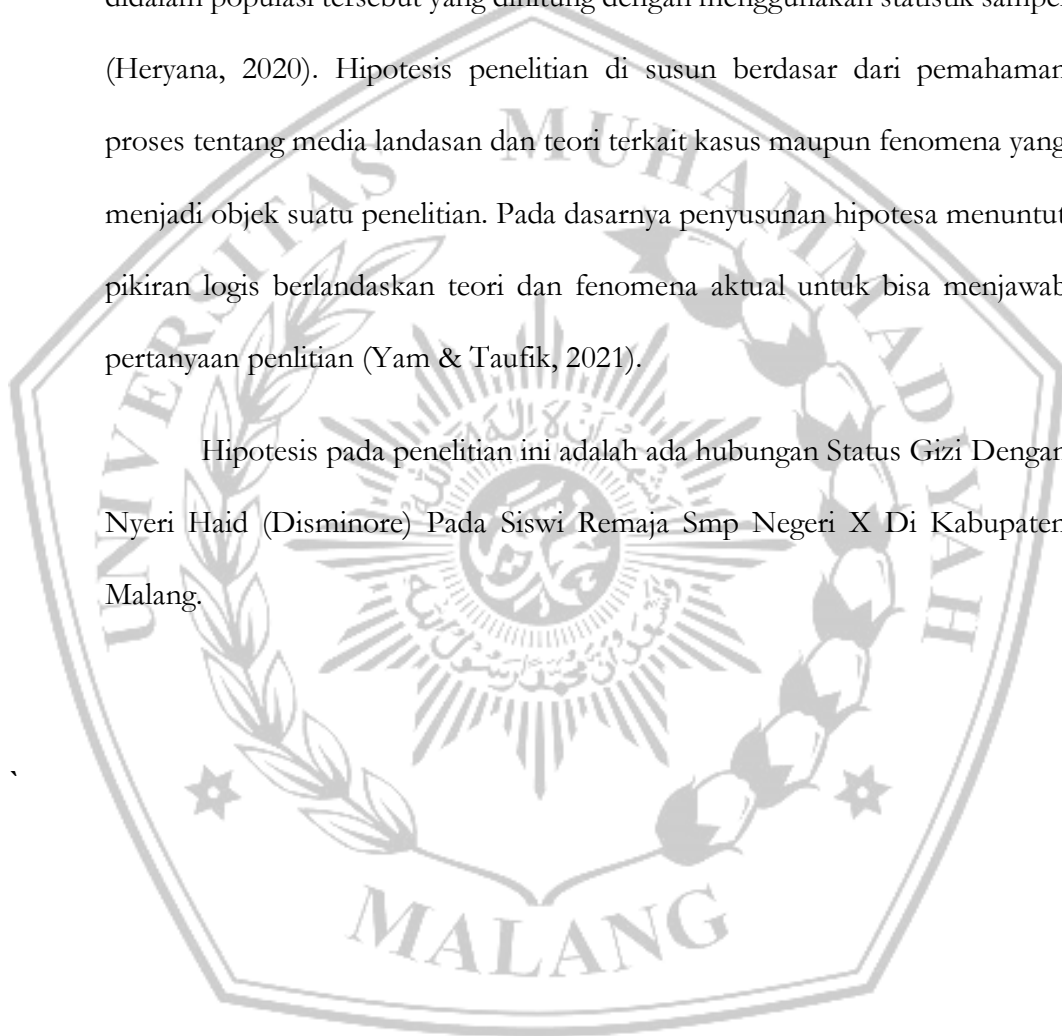 didalam populasi tersebut yang dihitung dengan menggunakan statistik sampel
(Heryana, 2020). Hipotesis penelitian di susun berdasar dari pemahaman
proses tentang media landasan dan teori terkait kasus maupun fenomena yang
menjadi objek suatu penelitian. Pada dasarnya penyusunan hipotesa menuntut
pikiran logis berlandaskan teori dan fenomena aktual untuk bisa menjawab
pertanyaan penlitian (Yam & Taufik, 2021).
Hipotesis pada penelitian ini adalah ada hubungan Status Gizi Dengan
Nyeri Haid (Disminore) Pada Siswi Remaja Smp Negeri X Di Kabupaten
Malang.
`
UNIVERSITAS MUHAMMADIYAH
MALANG